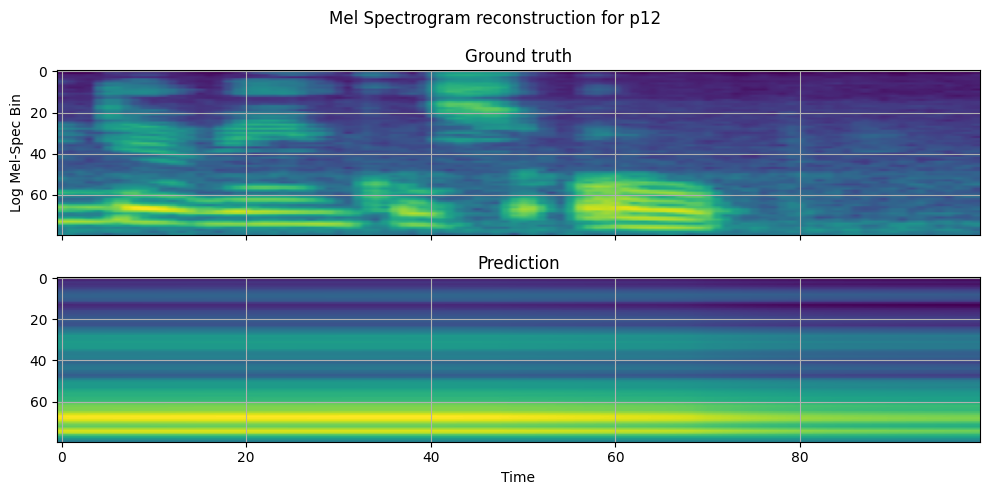 Mel Spectrogram reconstruction for p12
Ground truth
0
20
40
60
Log Mel-Spec Bin
Prediction
0
20
40
60
0 20 40 60 80
Time